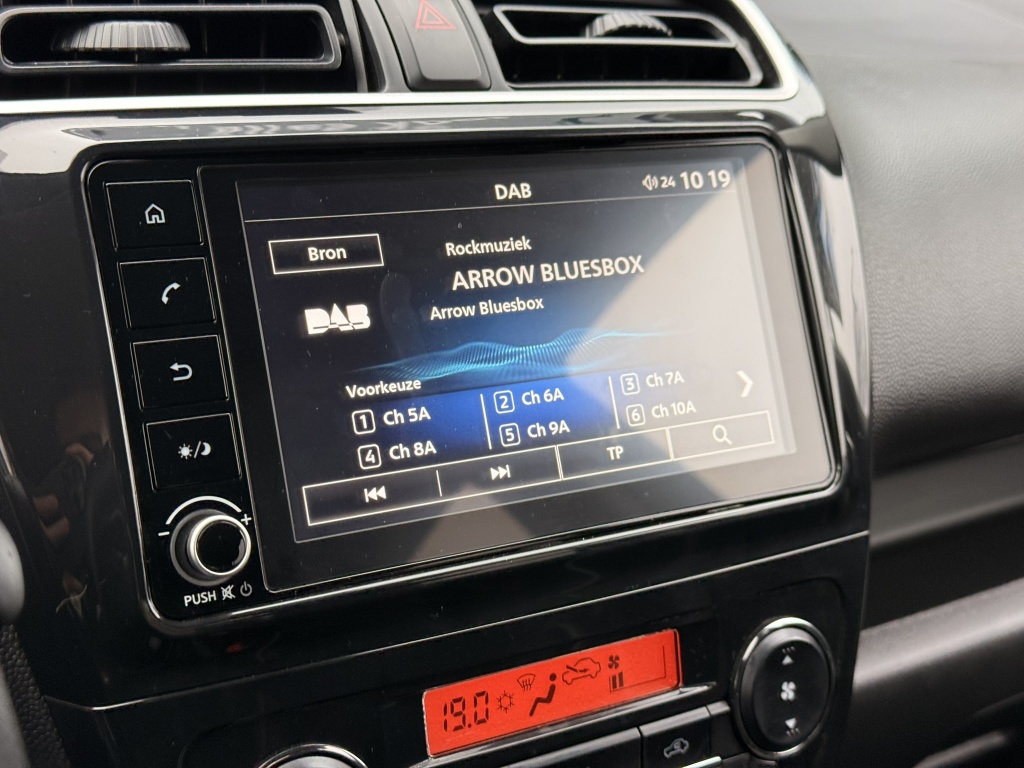 DAB
24 10 19
Bron
Rockmuziek
ARROW BLUESBOX
DAB
Arrow Bluesbox
Voorkeuze
1 Ch 5A
2 Ch 6A
3 Ch 7A
4 Ch 8A
5 Ch 9A
6 Ch 10A
TP
- +
PUSH
19.0